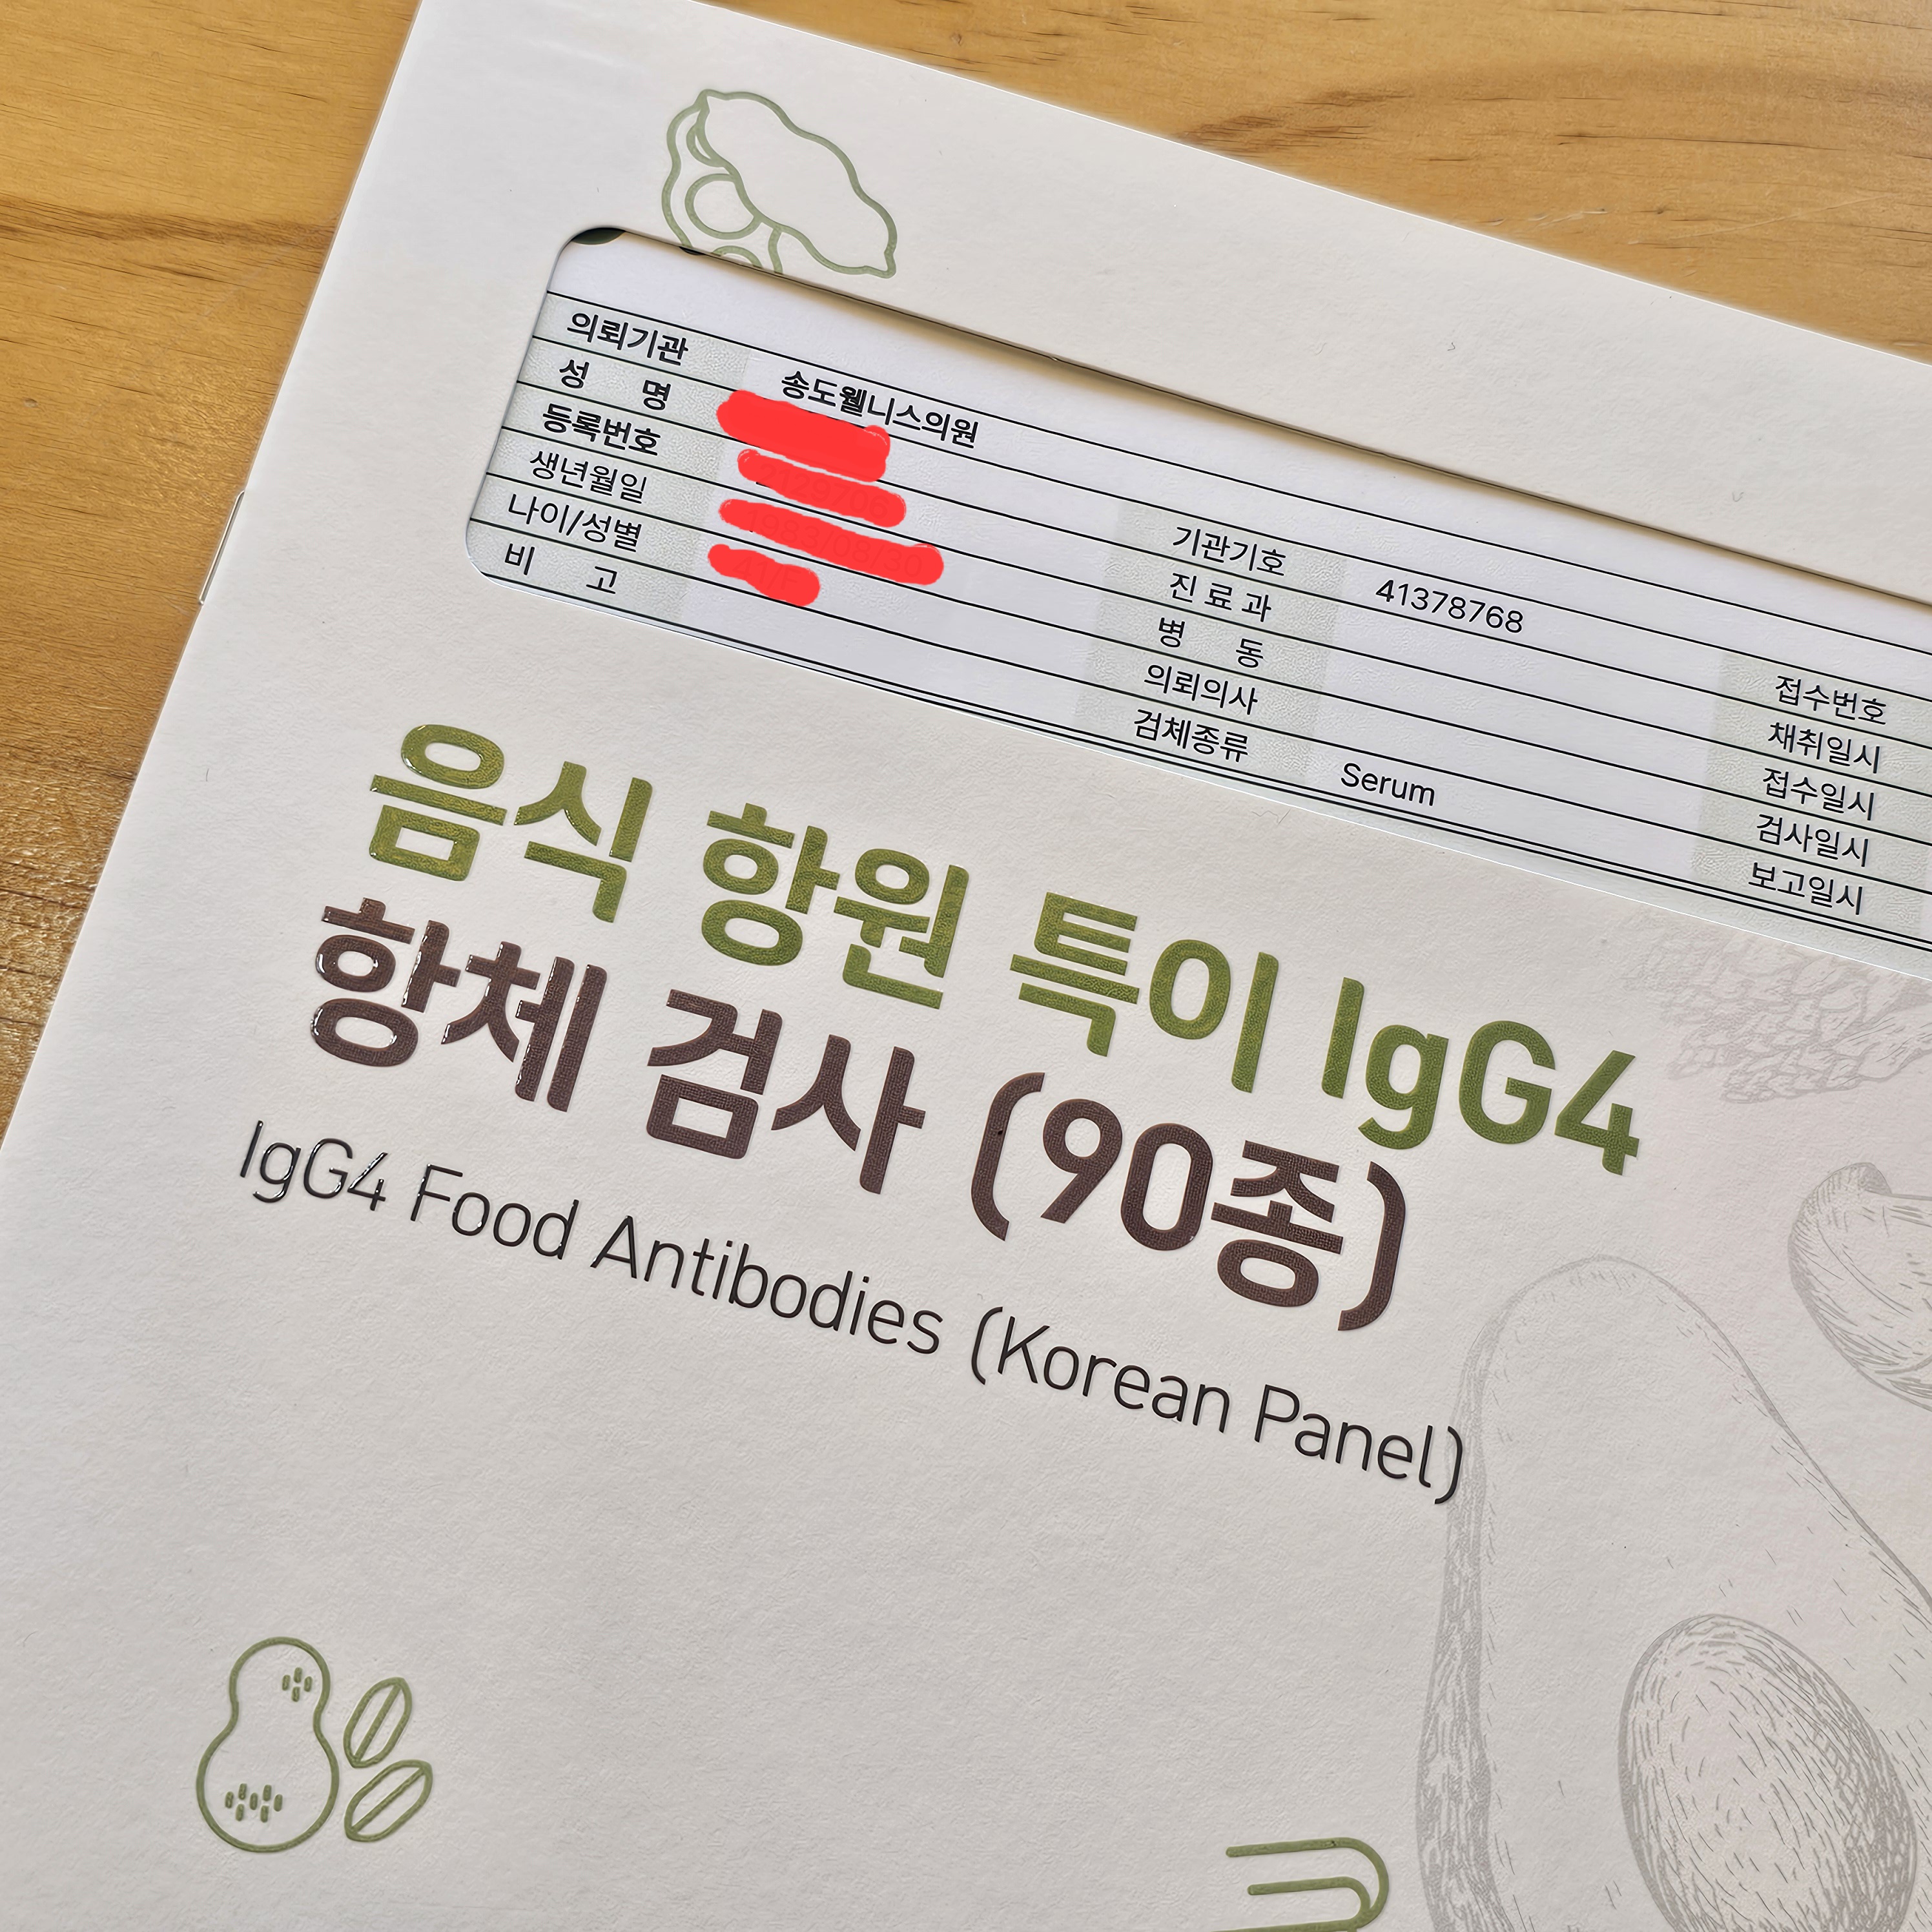 의뢰기관 송도웰니스의원
성 명 기관기호 41378768
등록번호 진 료 과 접수번호
생년월일 병 동 채취일시
나이/성별 의뢰의사 접수일시
비 고 검체종류 Serum 검사일시
보고일시
음식 항원 특이 IgG4
항체 검사 (90종)
IgG4 Food Antibodies (Korean Panel)